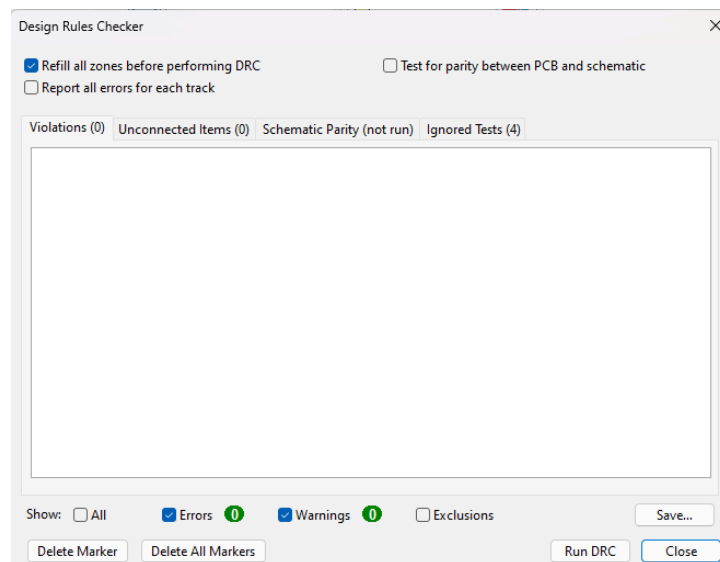 Design Rules Checker
Refill all zones before performing DRC
Test for parity between PCB and schematic
Report all errors for each track
Violations (0) Unconnected Items (0) Schematic Parity (not run) Ignored Tests (4)
Show: All Errors 0 Warnings 0 Exclusions Save...
Delete Marker Delete All Markers Run DRC Close